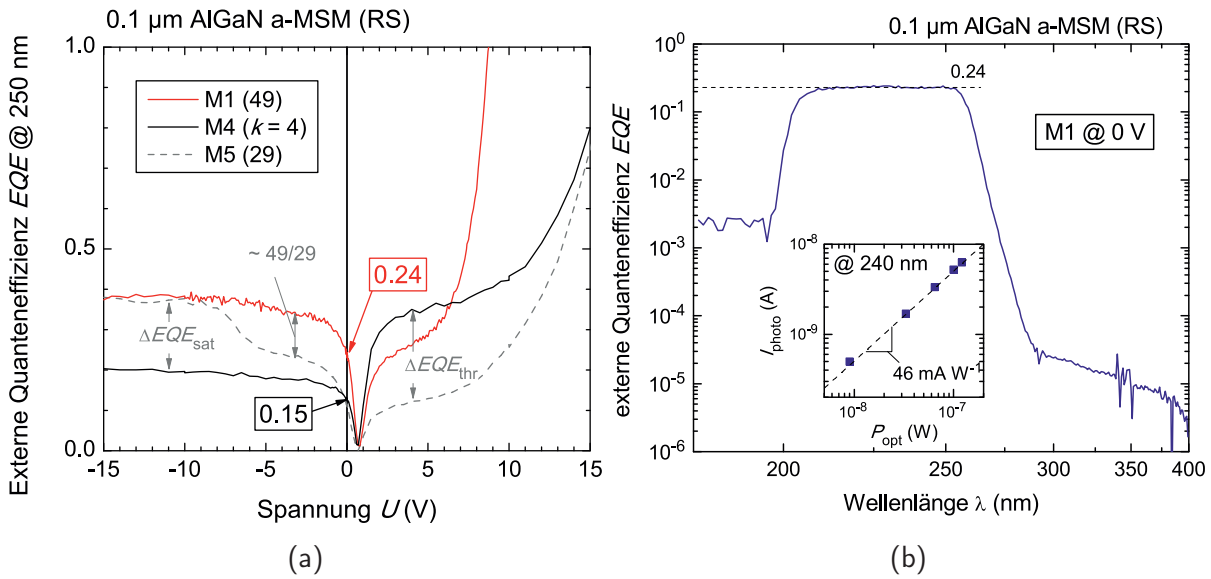 0.1 µm AlGaN a-MSM (RS)
Externe Quanteneffizienz EQE @ 250 nm
1.0
0.5
0.0
M1 (49)
M4 (k = 4)
M5 (29)
~ 49/29
0.24
ΔEQEsat
ΔEQEthr
0.15
-15 -10 -5 0 5 10 15
Spannung U (V)
(a)
0.1 µm AlGaN a-MSM (RS)
externe Quanteneffizienz EQE
10^0
10^-1
10^-2
10^-3
10^-4
10^-5
10^-6
0.24
M1 @ 0 V
@ 240 nm
Iphoto (A)
10^-8
10^-9
46 mA W^-1
10^-8 10^-7
Popt (W)
200 250 300 350 400
Wellenlänge λ (nm)
(b)